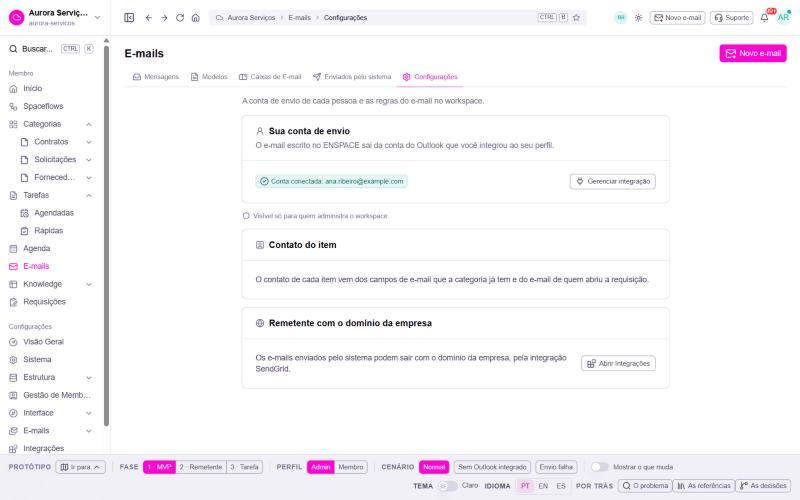 Aurora Serviç...
aurora-servicos
Aurora Serviços
E-mails
Configurações
CTRL
B
BR
Novo e-mail
Suporte
AR
Buscar...
CTRL
K
Membro
Início
Spaceflows
Categorias
Contratos
Solicitações
Forneced...
Tarefas
Agendadas
Rápidas
Agenda
E-mails
Knowledge
Requisições
Configurações
Visão Geral
Sistema
Estrutura
Gestão de Memb...
Interface
E-mails
Integrações
E-mails
Novo e-mail
Mensagens
Modelos
Caixas de E-mail
Enviados pelo sistema
Configurações
A conta de envio de cada pessoa e as regras do e-mail no workspace.
Sua conta de envio
O e-mail escrito no ENSPACE sai da conta do Outlook que você integrou ao seu perfil.
Conta conectada: ana.ribeiro@example.com
Gerenciar integração
Visível só para quem administra o workspace
Contato do item
O contato de cada item vem dos campos de e-mail que a categoria já tem e do e-mail de quem abriu a requisição.
Remetente com o domínio da empresa
Os e-mails enviados pelo sistema podem sair com o domínio da empresa, pela integração
SendGrid.
Abrir Integrações
PROTÓTIPO
Ir para
FASE
1 · MVP
2 · Remetente
3 · Tarefa
PERFIL
Admin
Membro
CENÁRIO
Normal
Sem Outlook integrado
Envio falha
Mostrar o que muda
TEMA
Claro
IDIOMA
PT
EN
ES
POR TRÁS
O problema
As referências
As decisões